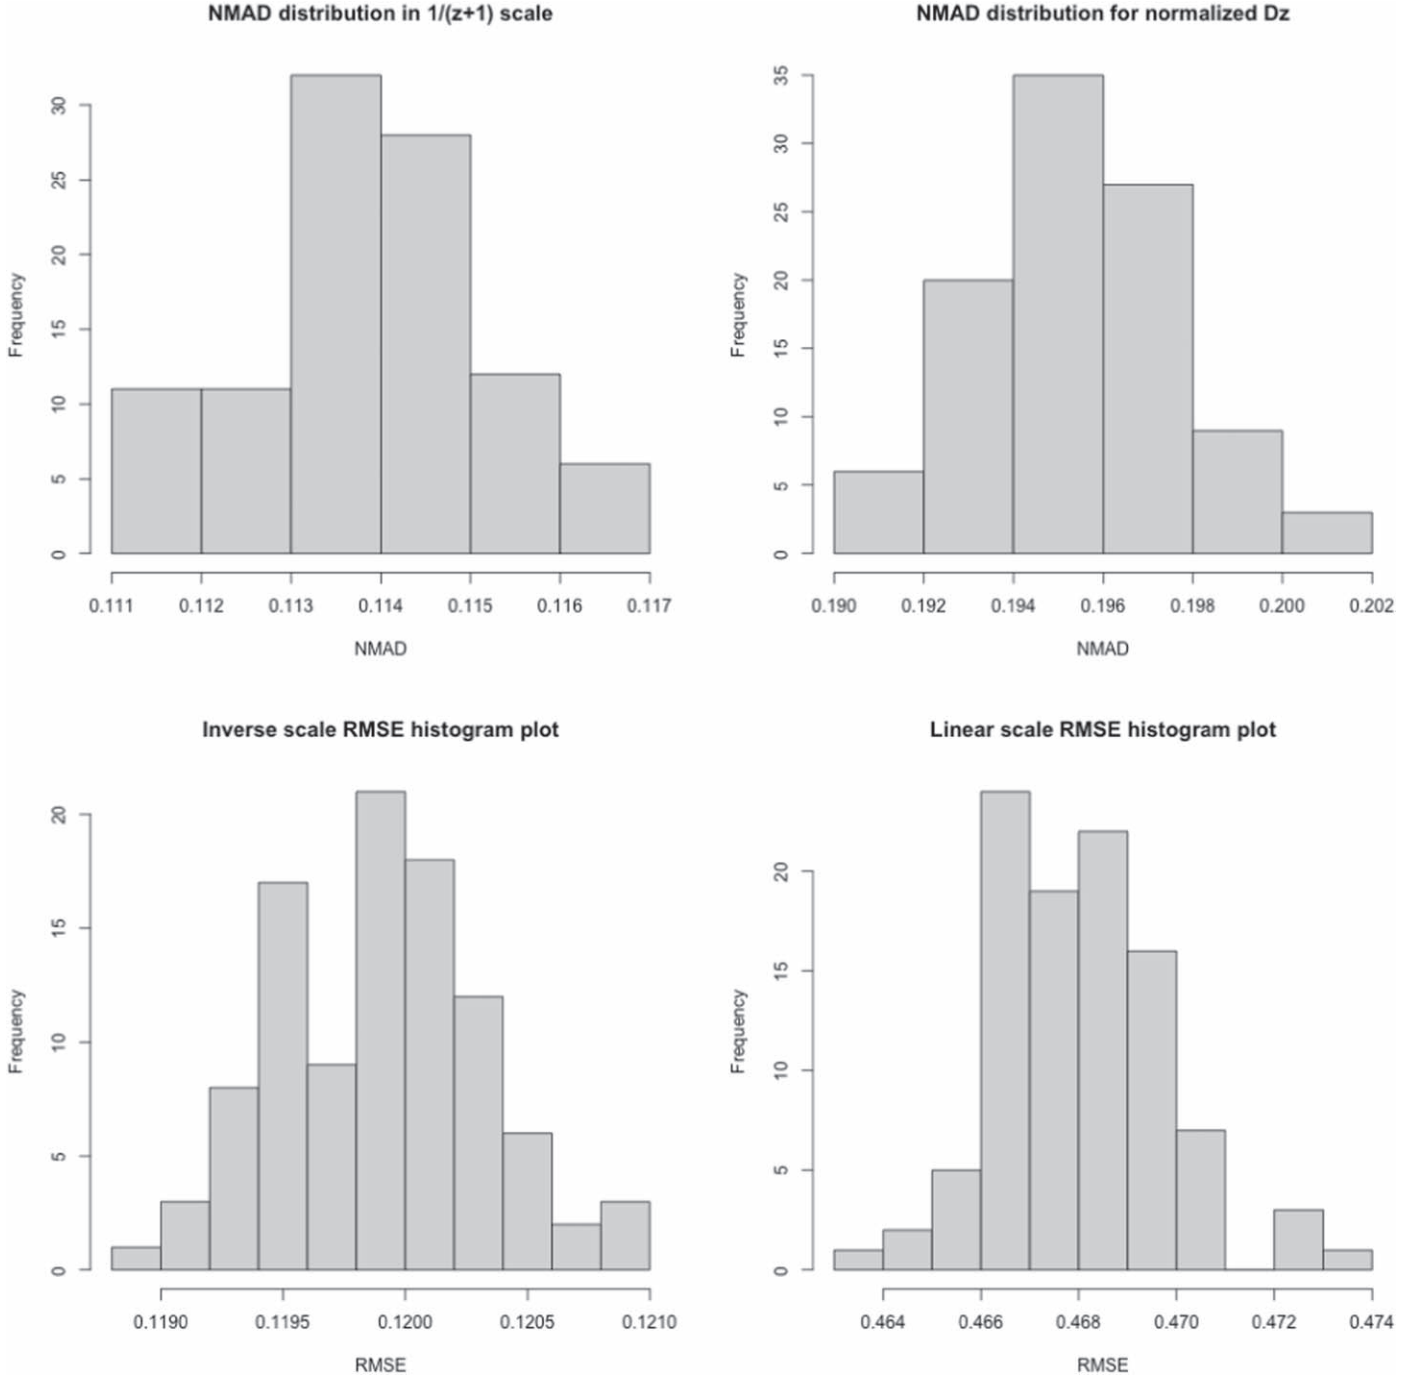 NMAD distribution in 1/(z+1) scale
Frequency
30
25
20
15
10
5
0
0.111 0.112 0.113 0.114 0.115 0.116 0.117
NMAD
NMAD distribution for normalized Dz
Frequency
35
30
25
20
15
10
5
0
0.190 0.192 0.194 0.196 0.198 0.200 0.202
NMAD
Inverse scale RMSE histogram plot
Frequency
20
15
10
5
0
0.1190 0.1195 0.1200 0.1205 0.1210
RMSE
Linear scale RMSE histogram plot
Frequency
20
15
10
5
0
0.464 0.466 0.468 0.470 0.472 0.474
RMSE